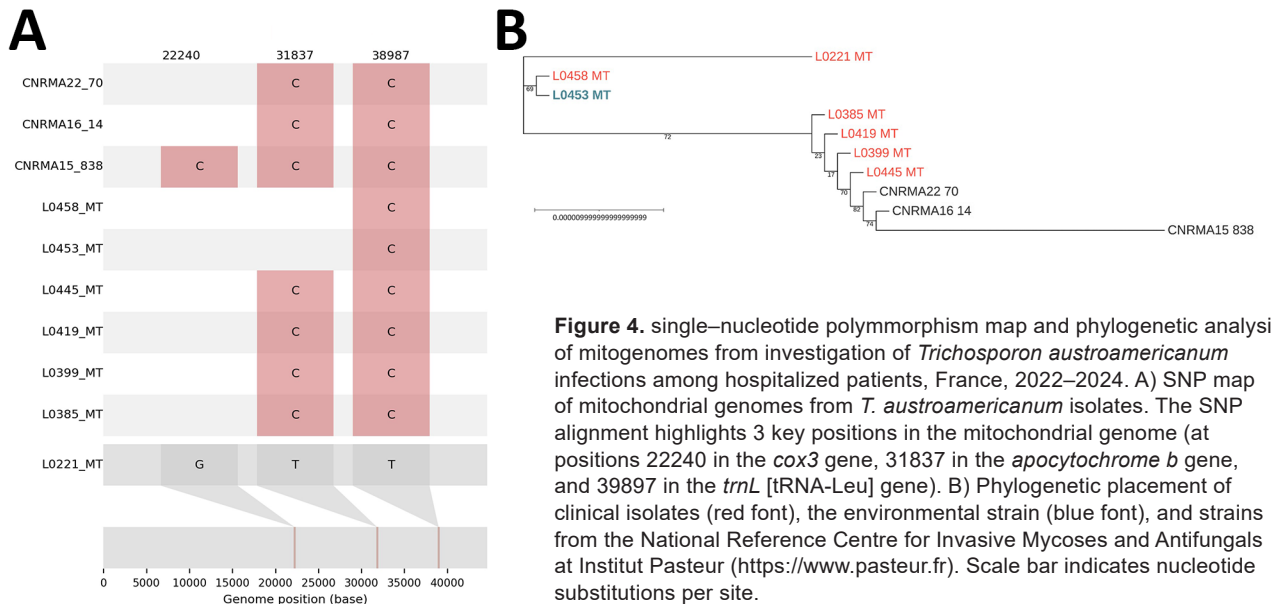 A
22240 31837 38987
CNRMA22_70 C C
CNRMA16_14 C C
CNRMA15_838 C C C
L0458_MT C
L0453_MT C
L0445_MT C C
L0419_MT C C
L0399_MT C C
L0385_MT C C
L0221_MT G T T
0 5000 10000 15000 20000 25000 30000 35000 40000
Genome position (base)
B
L0221 MT
L0458 MT
69
L0453 MT
L0385 MT
72
L0419 MT
23
L0399 MT
17
L0445 MT
70
CNRMA22 70
82
CNRMA16 14
74
CNRMA15 838
0.000009999999999999999
Figure 4. single–nucleotide polymmorphism map and phylogenetic analysi
of mitogenomes from investigation of Trichosporon austroamericanum
infections among hospitalized patients, France, 2022–2024. A) SNP map
of mitochondrial genomes from T. austroamericanum isolates. The SNP
alignment highlights 3 key positions in the mitochondrial genome (at
positions 22240 in the cox3 gene, 31837 in the apocytochrome b gene,
and 39897 in the trnL [tRNA-Leu] gene). B) Phylogenetic placement of
clinical isolates (red font), the environmental strain (blue font), and strains
from the National Reference Centre for Invasive Mycoses and Antifungals
at Institut Pasteur (https://www.pasteur.fr). Scale bar indicates nucleotide
substitutions per site.